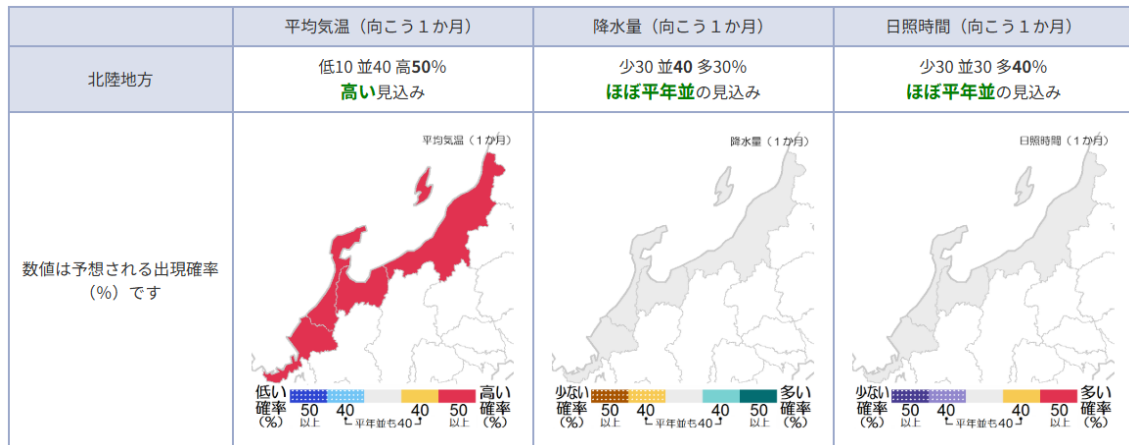 平均気温（向こう１か月）
降水量（向こう１か月）
日照時間（向こう１か月）
北陸地方
低10 並40 高50%
高い見込み
少30 並40 多30%
ほぼ平年並の見込み
少30 並30 多40%
ほぼ平年並の見込み
数値は予想される出現確率
（%）です
平均気温（１か月）
低い
確率
(%)
50
以上
40
平年並も40
40
50
以上
高い
確率
(%)
降水量（１か月）
少ない
確率
(%)
50
以上
40
平年並も40
40
50
以上
多い
確率
(%)
日照時間（１か月）
少ない
確率
(%)
50
以上
40
平年並も40
40
50
以上
多い
確率
(%)